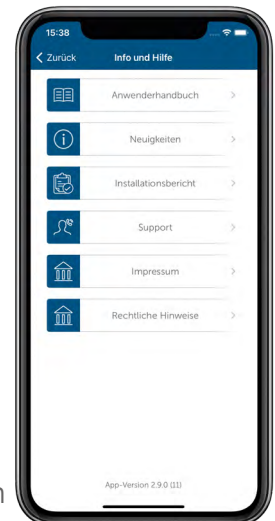 15:38
Zurück
Info und Hilfe
Anwenderhandbuch
Neuigkeiten
Installationsbericht
Support
Impressum
Rechtliche Hinweise
App-Version 2.9.0 (11)